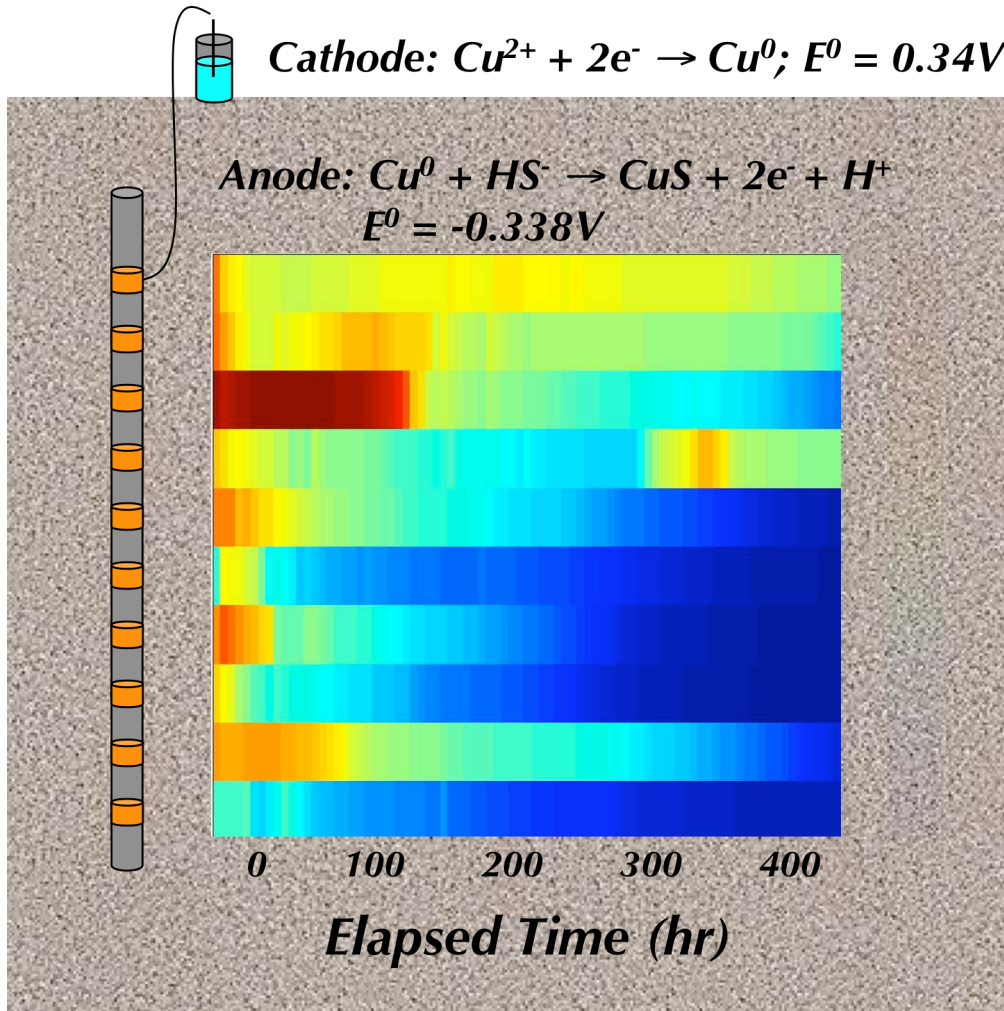 Cathode: Cu²⁺ + 2e⁻ → Cu⁰; E⁰ = 0.34V
Anode: Cu⁰ + HS⁻ → CuS + 2e⁻ + H⁺
E⁰ = -0.338V
0 100 200 300 400
Elapsed Time (hr)